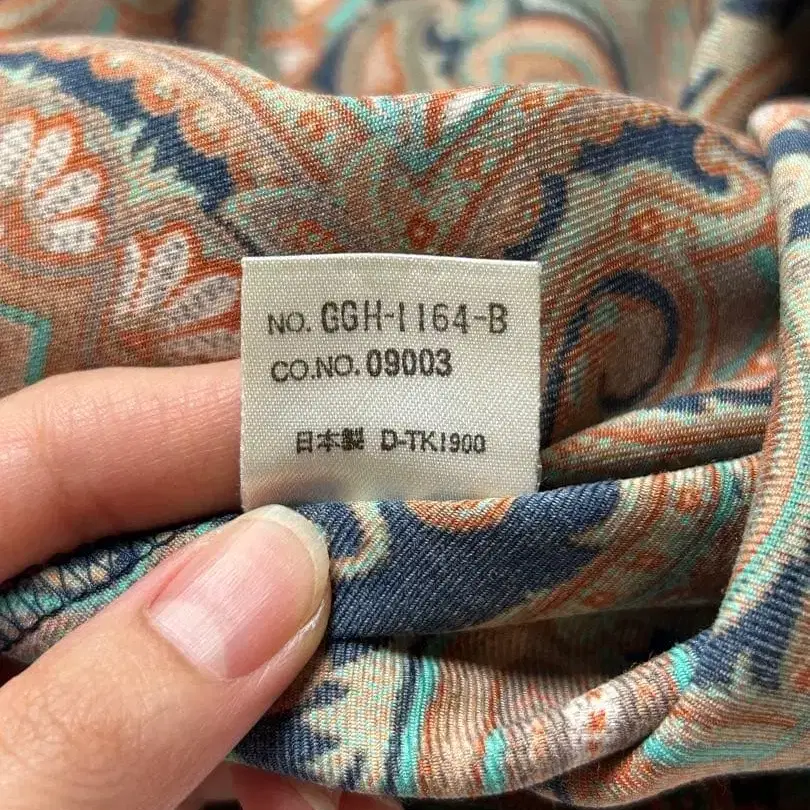 NO. GGH-1164-B
CO.NO. 09003
日本製 D-TK1900